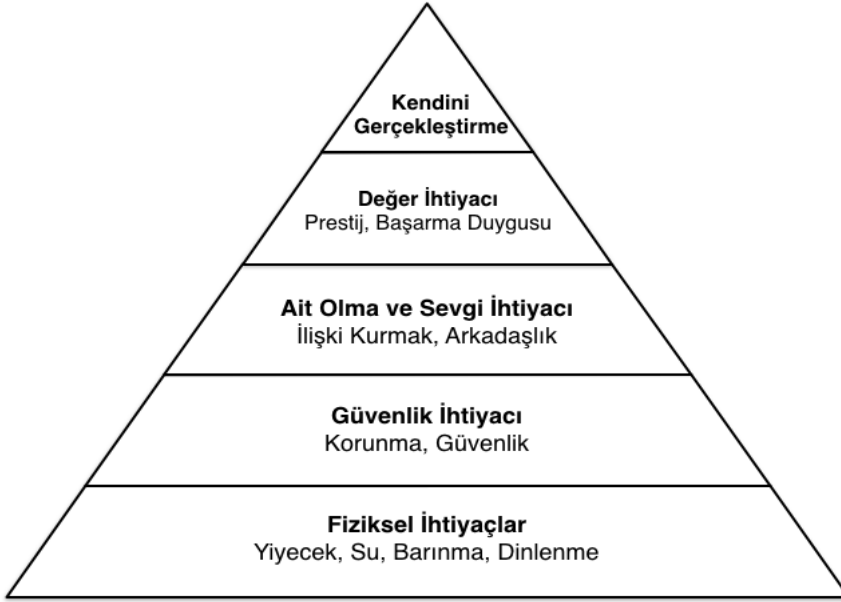 Kendini
Gerçekleştirme
Değer İhtiyacı
Prestij, Başarma Duygusu
Ait Olma ve Sevgi İhtiyacı
İlişki Kurmak, Arkadaşlık
Güvenlik İhtiyacı
Korunma, Güvenlik
Fiziksel İhtiyaçlar
Yiyecek, Su, Barınma, Dinlenme